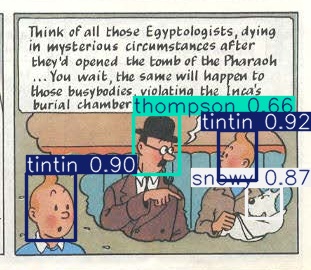 Think of all those Egyptologists, dying
in mysterious circumstances after
they'd opened the tomb of the Pharaoh
... You wait, the same will happen to
those busybodies, violating the Inca's
burial chamber
thompson 0.66
tintin 0.92
tintin 0.90
snowy 0.87